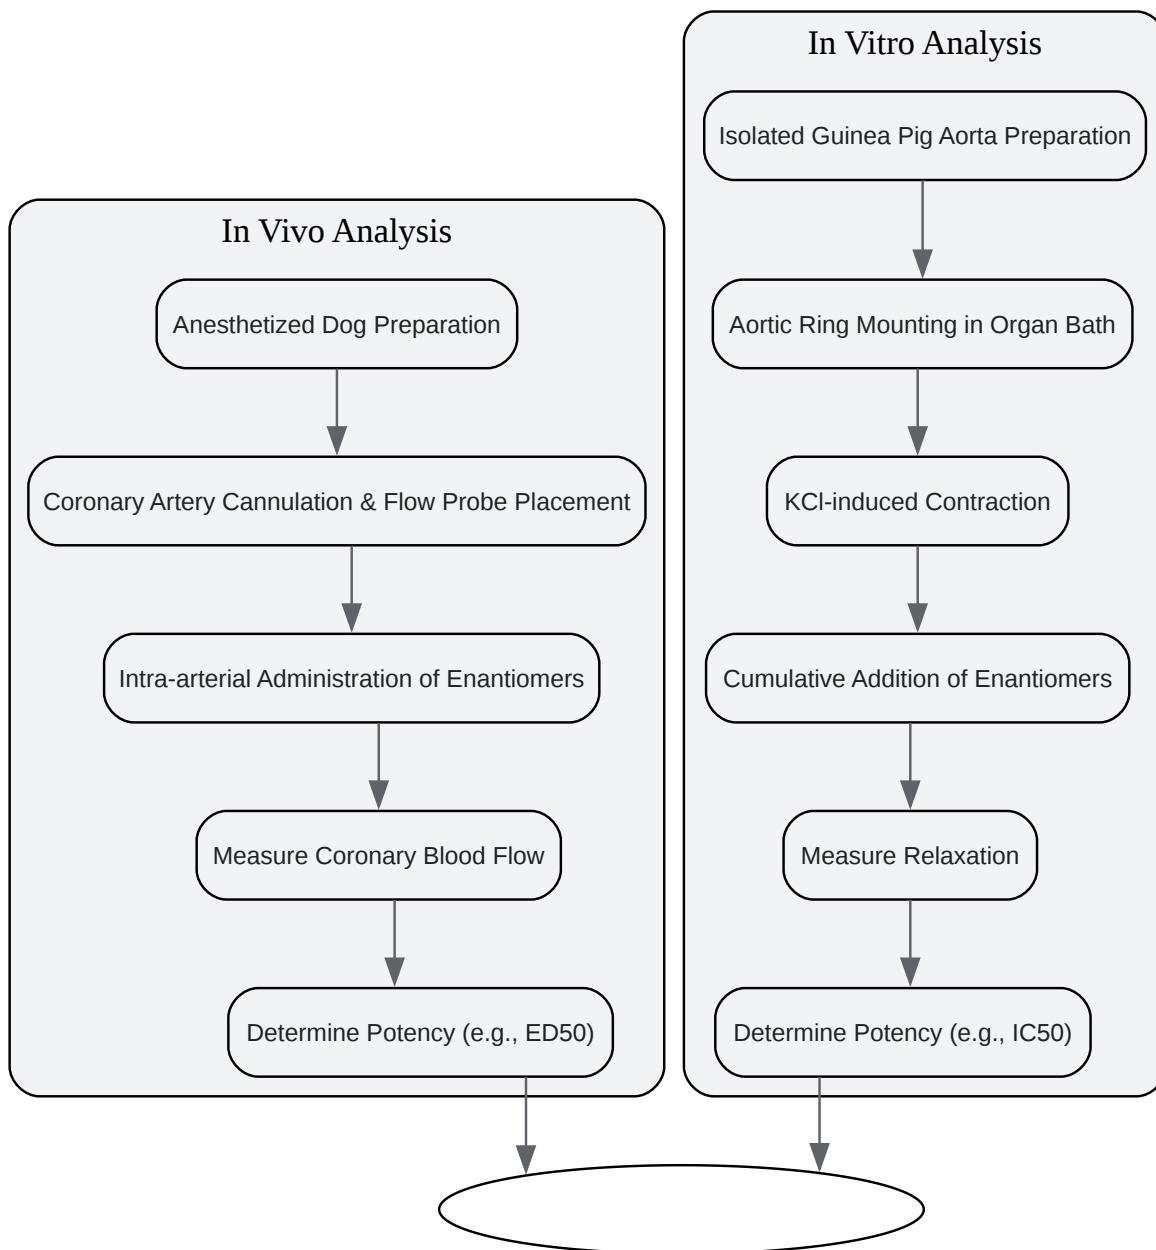 In Vivo Analysis
Anesthetized Dog Preparation
Coronary Artery Cannulation & Flow Probe Placement
Intra-arterial Administration of Enantiomers
Measure Coronary Blood Flow
Determine Potency (e.g., ED50)
In Vitro Analysis
Isolated Guinea Pig Aorta Preparation
Aortic Ring Mounting in Organ Bath
KCl-induced Contraction
Cumulative Addition of Enantiomers
Measure Relaxation
Determine Potency (e.g., IC50)